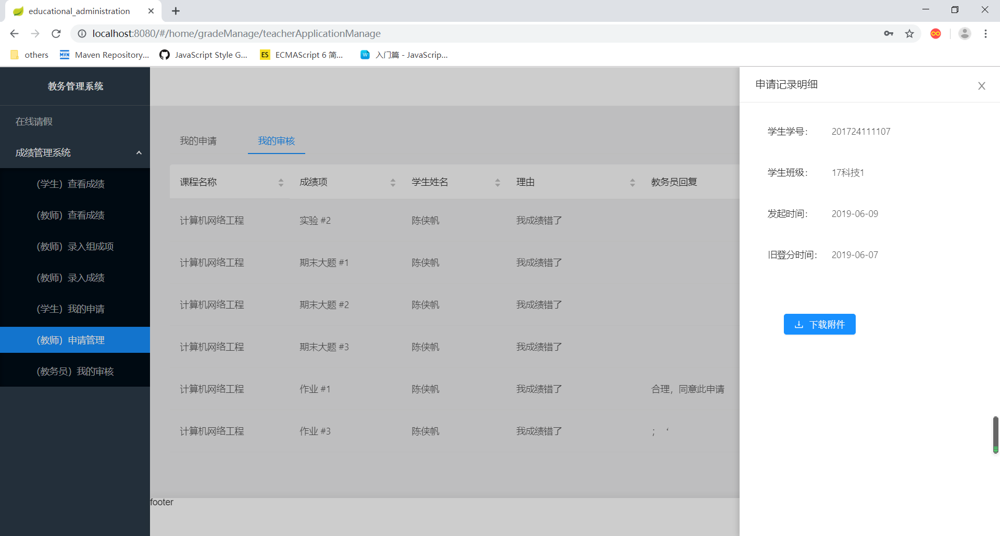 educational_administration
localhost:8080/#/home/gradeManage/teacherApplicationManage
others
Maven Repository...
JavaScript Style G...
ES ECMAScript 6 简...
W 入门篇 - JavaScrip...
教务管理系统
在线请假
成绩管理系统
(学生) 查看成绩
(教师) 查看成绩
(教师) 录入组成项
(教师) 录入成绩
(学生) 我的申请
(教师) 申请管理
(教务员) 我的审核
我的申请 我的审核
课程名称 成绩项 学生姓名 理由 教务员回复
计算机网络工程 实验 #2 陈侠帆 我成绩错了
计算机网络工程 期末大题 #1 陈侠帆 我成绩错了
计算机网络工程 期末大题 #2 陈侠帆 我成绩错了
计算机网络工程 期末大题 #3 陈侠帆 我成绩错了
计算机网络工程 作业 #1 陈侠帆 我成绩错了 合理，同意此申请
计算机网络工程 作业 #3 陈侠帆 我成绩错了 ； ‘
footer
申请记录明细
学生学号： 201724111107
学生班级： 17科技1
发起时间： 2019-06-09
旧登分时间： 2019-06-07
下载附件